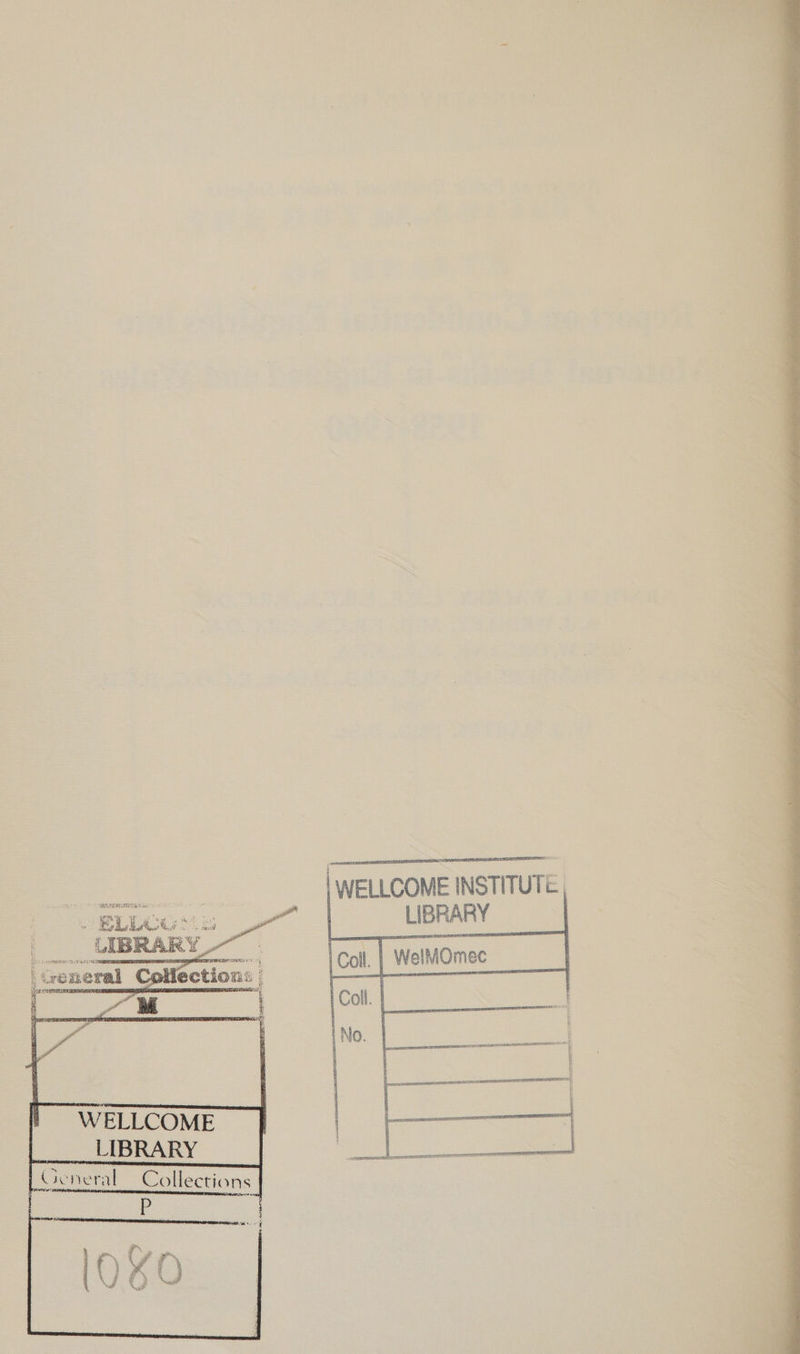 LIBRARY
General Collections
M
WELLCOME
LIBRARY
General Collections
P
1080
WELLCOME INSTITUTE
LIBRARY
Coll. WelMOmec
Coll.
No.